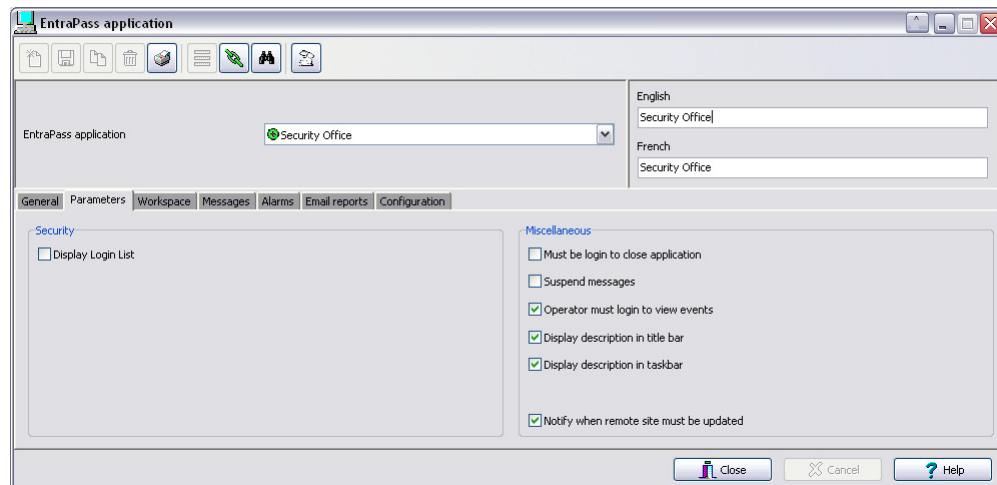 EntraPass application
English
Security Office
EntraPass application
Security Office
French
Security Office
General Parameters Workspace Messages Alarms Email reports Configuration
Security
Display Login List
Miscellaneous
Must be login to close application
Suspend messages
Operator must login to view events
Display description in title bar
Display description in taskbar
Notify when remote site must be updated
Close Cancel Help